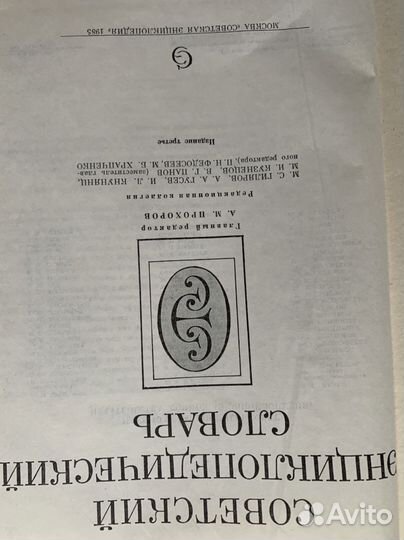 СОВЕТСКИЙ
ЭНЦИКЛОПЕДИЧЕСКИЙ
СЛОВАРЬ
Главный редактор
А. М. ПРОХОРОВ
Редакционная коллегия
М. С. ГИЛЯРОВ, А. А. ГУСЕВ, И. Л. КНУНЯНЦ,
М. И. КУЗНЕЦОВ, В. Г. ПАНОВ (заместитель глав-
ного редактора), П. Н. ФЕДОСЕЕВ, М. Б. ХРАПЧЕНКО
Издание третье
МОСКВА «СОВЕТСКАЯ ЭНЦИКЛОПЕДИЯ» 1985
Avito